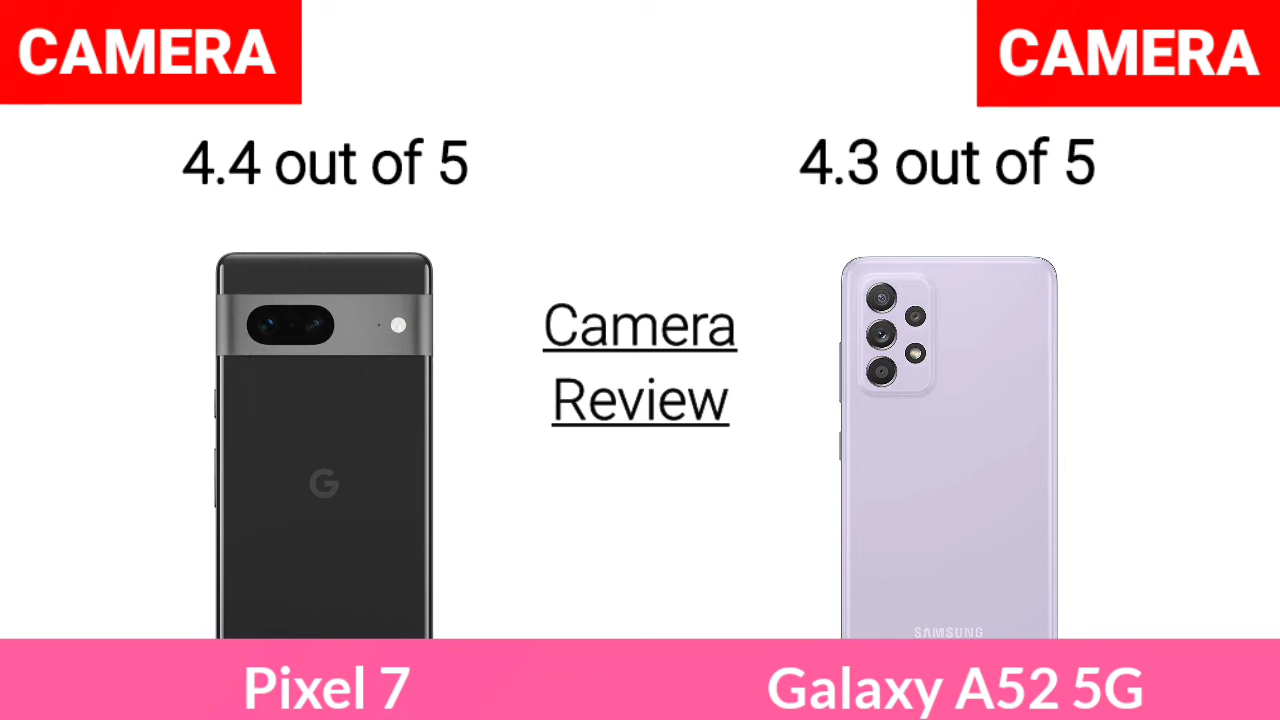 CAMERA
CAMERA
4.4 out of 5
4.3 out of 5
Camera
Review
G
SAMSUNG
Pixel 7
Galaxy A52 5G